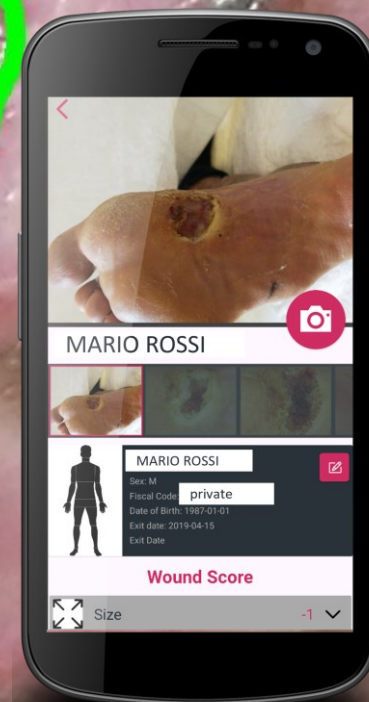 MARIO ROSSI
MARIO ROSSI
Sex: M
Fiscal Code: private
Date of Birth: 1987-01-01
Exit date: 2019-04-15
Exit Date
Wound Score
Size -1